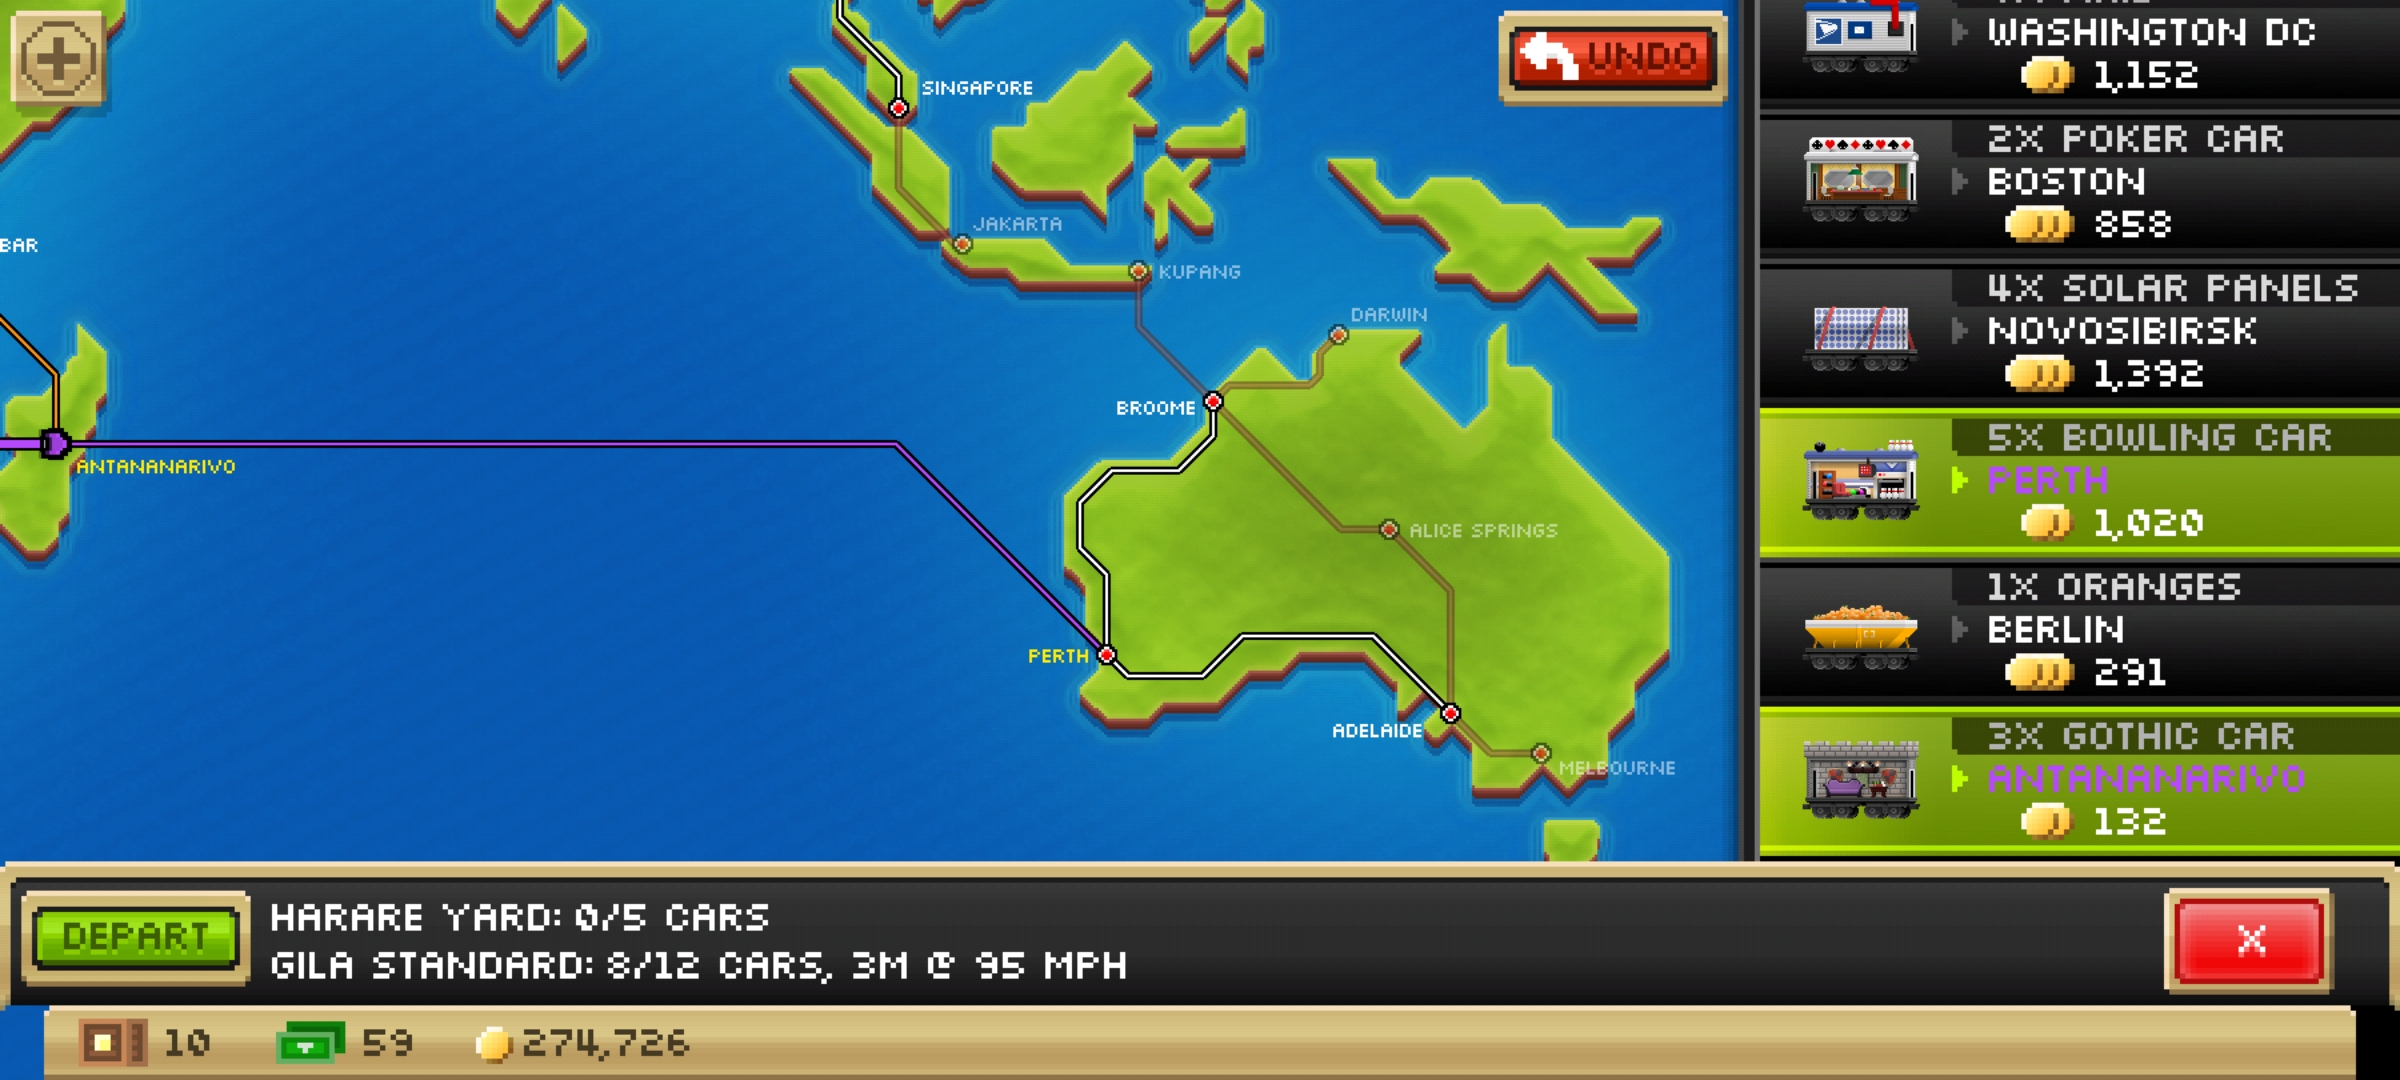 SINGAPORE
JAKARTA
KUPANG
DARWIN
BROOME
BAR
ANTANANARIVO
ALICE SPRINGS
PERTH
ADELAIDE
MELBOURNE
UNDO
WASHINGTON DC
1,152
2X POKER CAR
BOSTON
858
4X SOLAR PANELS
NOVOSIBIRSK
1,392
5X BOWLING CAR
PERTH
1,020
1X ORANGES
BERLIN
291
3X GOTHIC CAR
ANTANANARIVO
132
DEPART
HARARE YARD: 0/5 CARS
GILA STANDARD: 8/12 CARS, 3M @ 95 MPH
X
10
59
274,726